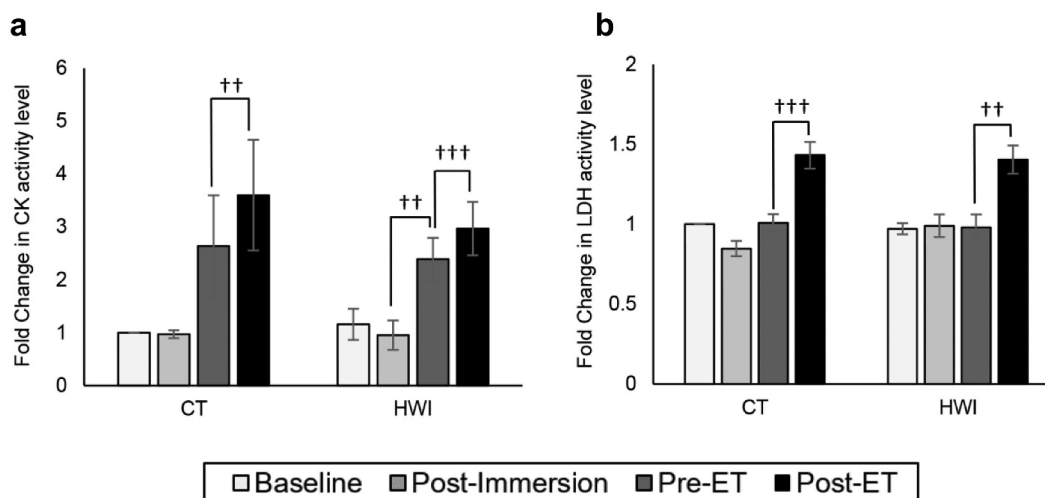 a
Fold Change in CK activity level
6
5
4
3
2
1
0
††
††
†††
CT
HWI
b
Fold Change in LDH activity level
2
1.5
1
0.5
0
†††
††
CT
HWI
Baseline Post-Immersion Pre-ET Post-ET